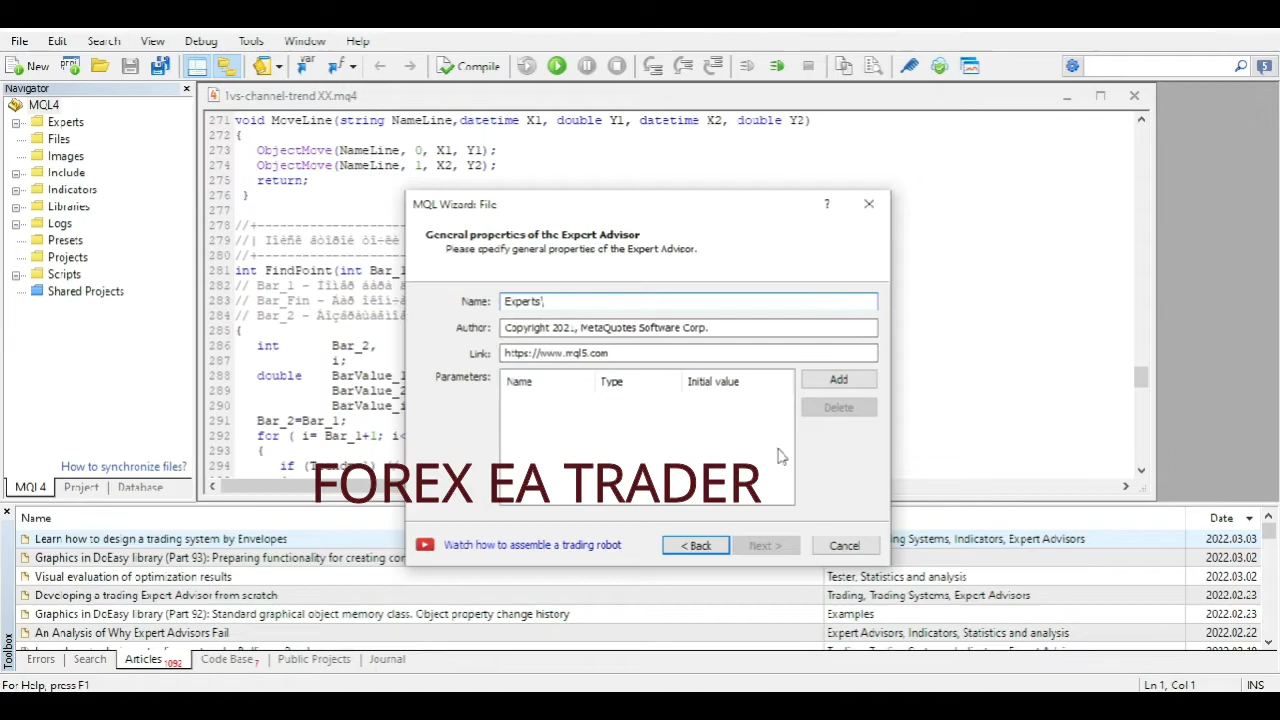 File Edit Search View Debug Tools Window Help
New var f Compile 5
Navigator
MQL4
Experts
Files
Images
Include
Indicators
Libraries
Logs
Presets
Projects
Scripts
Shared Projects
How to synchronize files?
MQL4 Project Database
1vs-channel-trend XX.mq4
271 void MoveLine(string NameLine,datetime X1, double Y1, datetime X2, double Y2)
272 {
273 ObjectMove(NameLine, 0, X1, Y1);
274 ObjectMove(NameLine, 1, X2, Y2);
275 return;
276 }
277
278 //+
279 //|
280 //+
281 int FindPoint(int Bar_1
282 // Bar_1 -
283 // Bar_Fin -
284 // Bar_2 -
285 {
286 int Bar_2,
287 i;
288 double BarValue_1
289 BarValue_2
290 BarValue_i
291 Bar_2=Bar_1;
292 for ( i= Bar_1+1; i<
293 {
294 if
MQL Wizard: File
General properties of the Expert Advisor
Please specify general properties of the Expert Advisor.
Name: Experts\
Author: Copyright 2021, MetaQuotes Software Corp.
Link: https://www.mql5.com
Parameters: Name Type Initial value
Add
Delete
Watch how to assemble a trading robot
< Back Next > Cancel
FOREX EA TRADER
Name Date
Learn how to design a trading system by Envelopes Trading Systems, Indicators, Expert Advisors 2022.03.03
Graphics in DoEasy library (Part 93): Preparing functionality for creating 2022.03.02
Visual evaluation of optimization results Tester, Statistics and analysis 2022.03.02
Developing a trading Expert Advisor from scratch Trading, Trading Systems, Expert Advisors 2022.02.23
Graphics in DoEasy library (Part 92): Standard graphical object memory class. Object property change history Examples 2022.02.23
An Analysis of Why Expert Advisors Fail Expert Advisors, Indicators, Statistics and analysis 2022.02.22
Toolbox
Errors Search Articles 1092 Code Base 7 Public Projects Journal
For Help, press F1 Ln 1, Col 1 INS